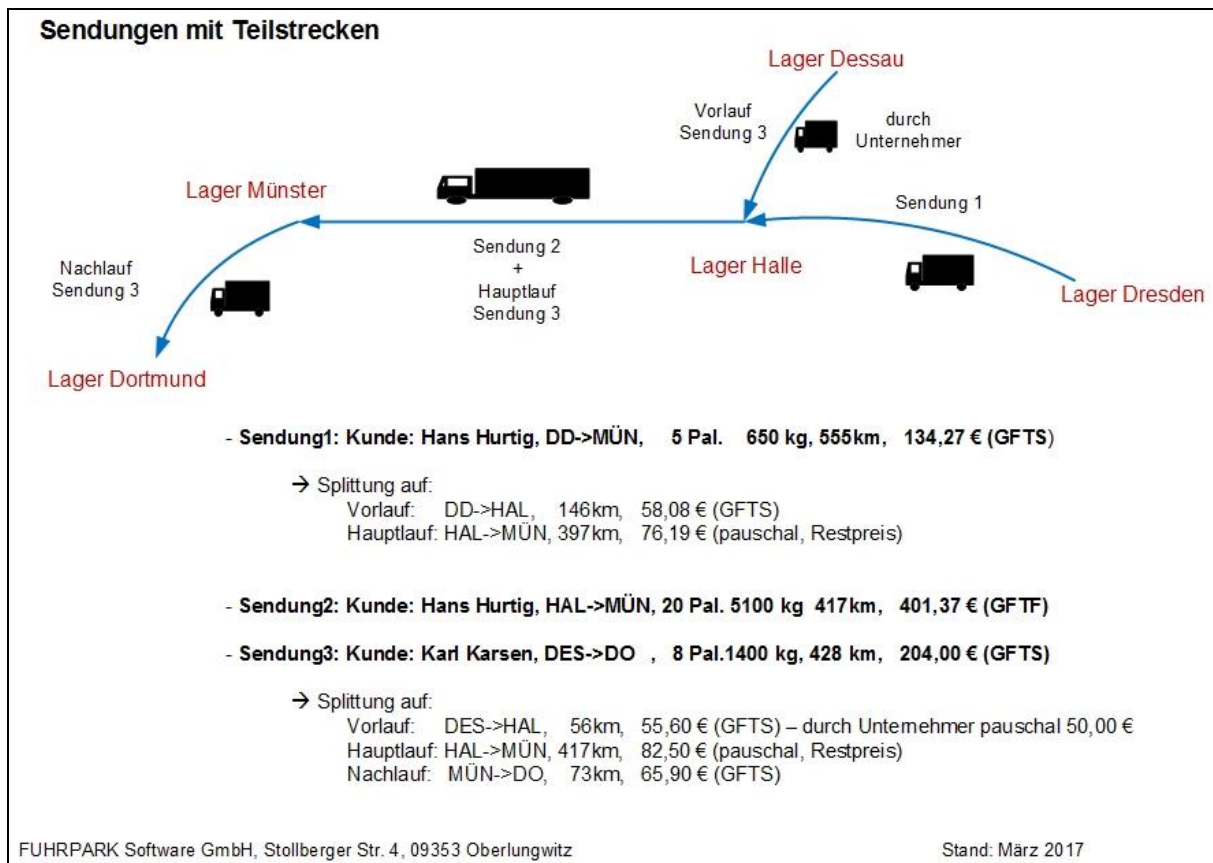 Sendungen mit Teilstrecken
Lager Dessau
Vorlauf
Sendung 3
durch
Unternehmer
Lager Münster
Sendung 1
Nachlauf
Sendung 3
Sendung 2
+
Hauptlauf
Sendung 3
Lager Halle
Lager Dresden
Lager Dortmund
- Sendung1: Kunde: Hans Hurtig, DD->MÜN, 5 Pal. 650 kg, 555km, 134,27 € (GFTS)
→ Splittung auf:
Vorlauf: DD->HAL, 146km, 58,08 € (GFTS)
Hauptlauf: HAL->MÜN, 397km, 76,19 € (pauschal, Restpreis)
- Sendung2: Kunde: Hans Hurtig, HAL->MÜN, 20 Pal. 5100 kg 417km, 401,37 € (GFTF)
- Sendung3: Kunde: Karl Karsen, DES->DO , 8 Pal.1400 kg, 428 km, 204,00 € (GFTS)
→ Splittung auf:
Vorlauf: DES->HAL, 56km, 55,60 € (GFTS) – durch Unternehmer pauschal 50,00 €
Hauptlauf: HAL->MÜN, 417km, 82,50 € (pauschal, Restpreis)
Nachlauf: MÜN->DO, 73km, 65,90 € (GFTS)
FUHRPARK Software GmbH, Stollberger Str. 4, 09353 Oberlungwitz
Stand: März 2017